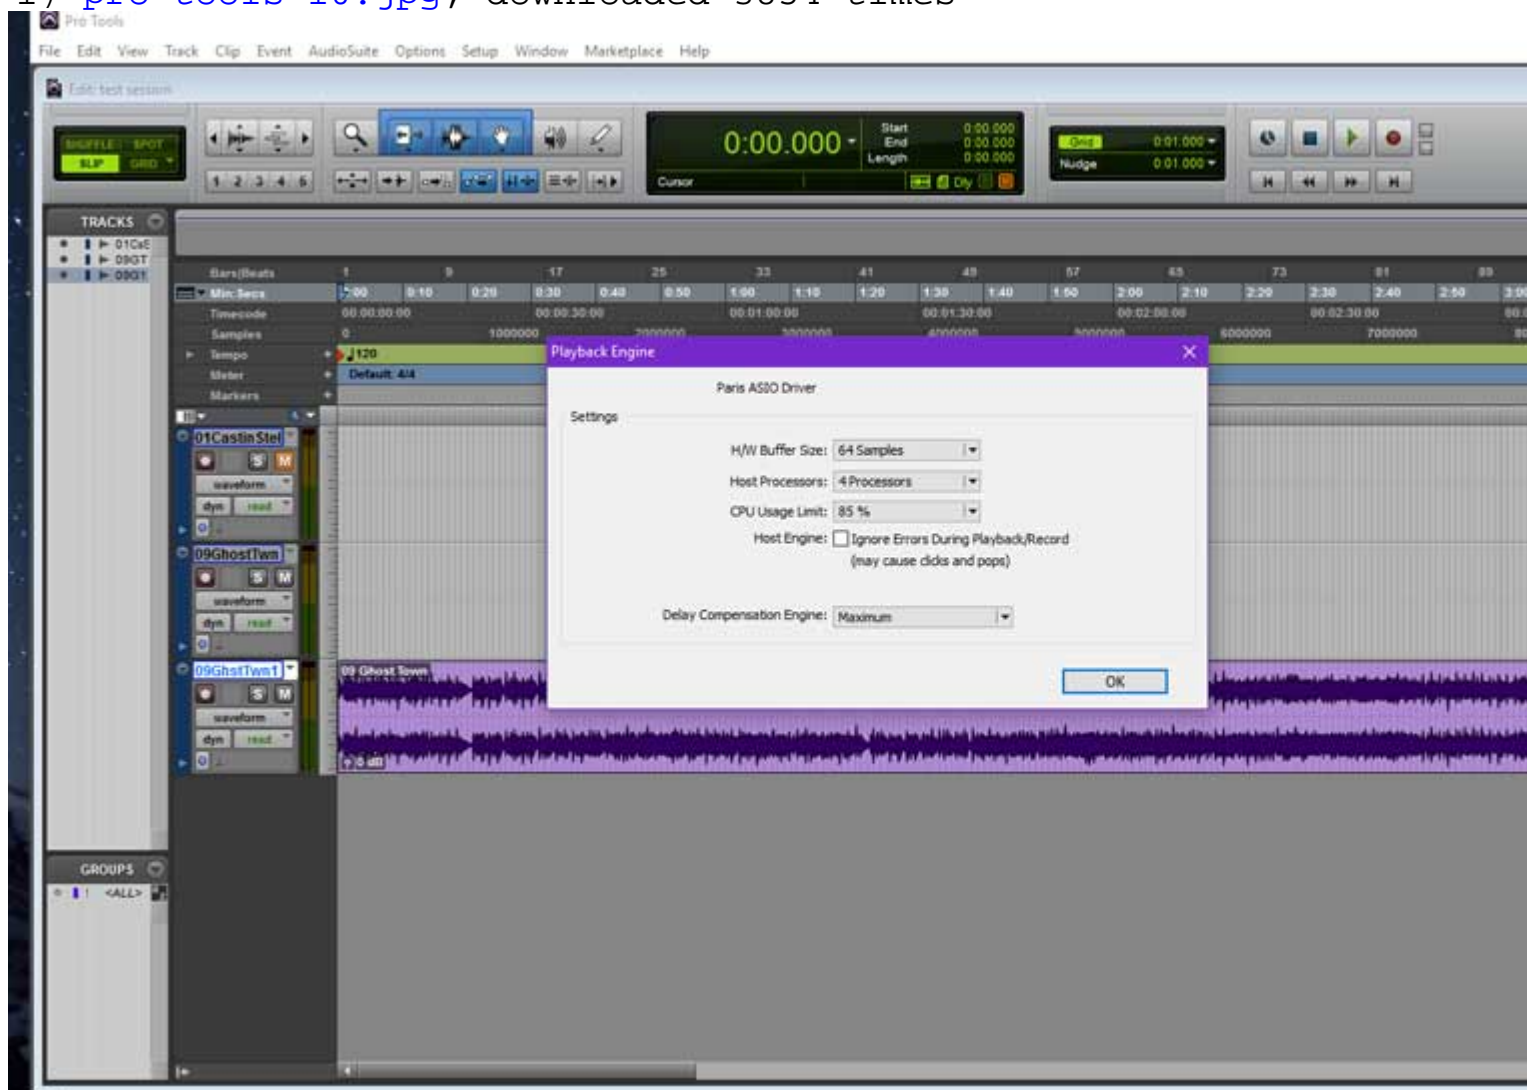 pro tools 10.jpg, downloaded
Pro Tools
File Edit View Track Clip Event AudioSuite Options Setup Window Marketplace Help
Edit: test session
SHUFFLE SPOT
SLIP GRID
1 2 3 4 5
0:00.000
Start 0:00.000
End 0:00.000
Length 0:00.000
Cursor
Dly
Grid 0:01.000
Nudge 0:01.000
TRACKS
01CsS
09GT
09G1
Bars|Beats 1 9 17 25 33 41 49 57 65 73 81 89
Min:Secs 0:00 0:10 0:20 0:30 0:40 0:50 1:00 1:10 1:20 1:30 1:40 1:50 2:00 2:10 2:20 2:30 2:40 2:50 3:00
Timecode 00:00:00:00 00:00:30:00 00:01:00:00 00:01:30:00 00:02:00:00 00:02:30:00
Samples 0 1000000 2000000 3000000 4000000 5000000 6000000 7000000
Tempo 120
Meter Default: 4/4
Markers
Playback Engine
Paris ASIO Driver
Settings
H/W Buffer Size: 64 Samples
Host Processors: 4 Processors
CPU Usage Limit: 85 %
Host Engine: Ignore Errors During Playback/Record
(may cause clicks and pops)
Delay Compensation Engine: Maximum
OK
01CastinStel
S M
waveform
dyn read
09GhostTwn
S M
waveform
dyn read
09GhstTwn1
S M
waveform
dyn read
09 Ghost Town
0 dB
GROUPS
! <ALL>